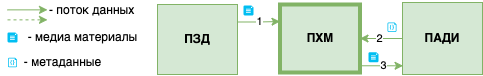 - поток данных
- медиа материалы
- метаданные
ПЗД
1
ПХМ
2
3
ПАДИ